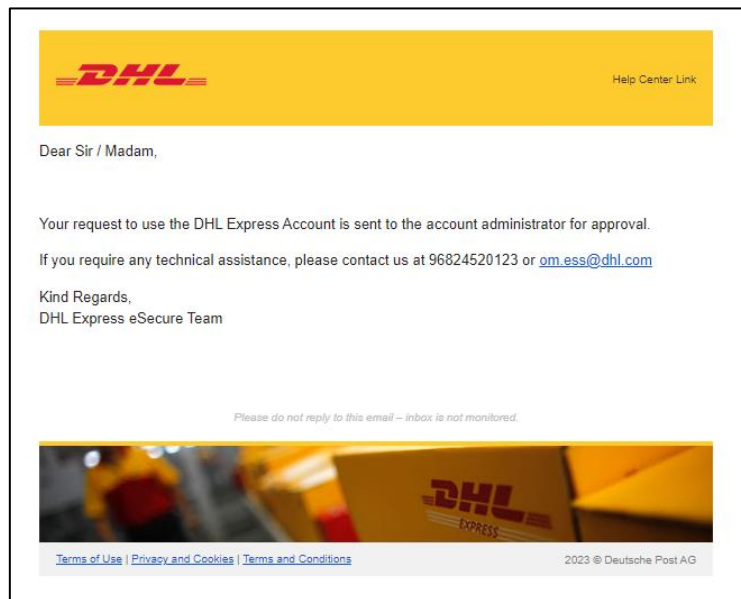 DHL
Help Center Link
Dear Sir / Madam,
Your request to use the DHL Express Account is sent to the account administrator for approval.
If you require any technical assistance, please contact us at 96824520123 or om.ess@dhl.com
Kind Regards,
DHL Express eSecure Team
Please do not reply to this email – inbox is not monitored.
DHL
EXPRESS
Terms of Use | Privacy and Cookies | Terms and Conditions
2023 © Deutsche Post AG